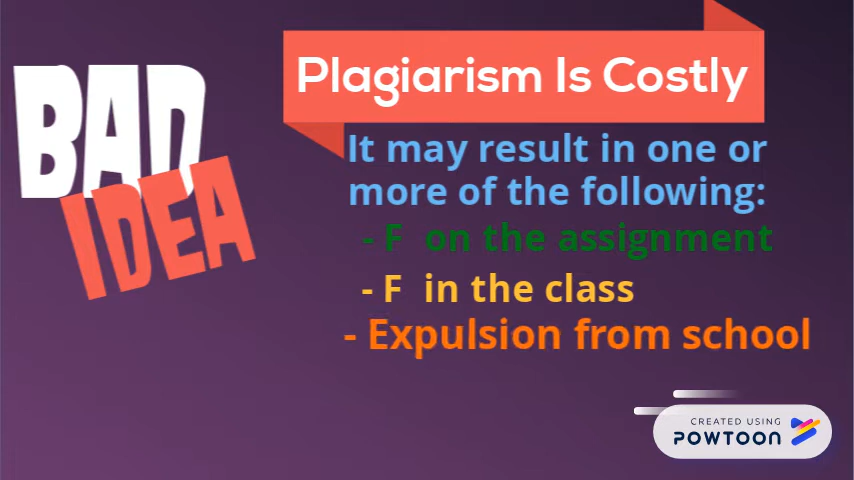 BAD
IDEA
Plagiarism Is Costly
It may result in one or
more of the following:
- F on the assignment
- F in the class
- Expulsion from school
CREATED USING
POWTOON